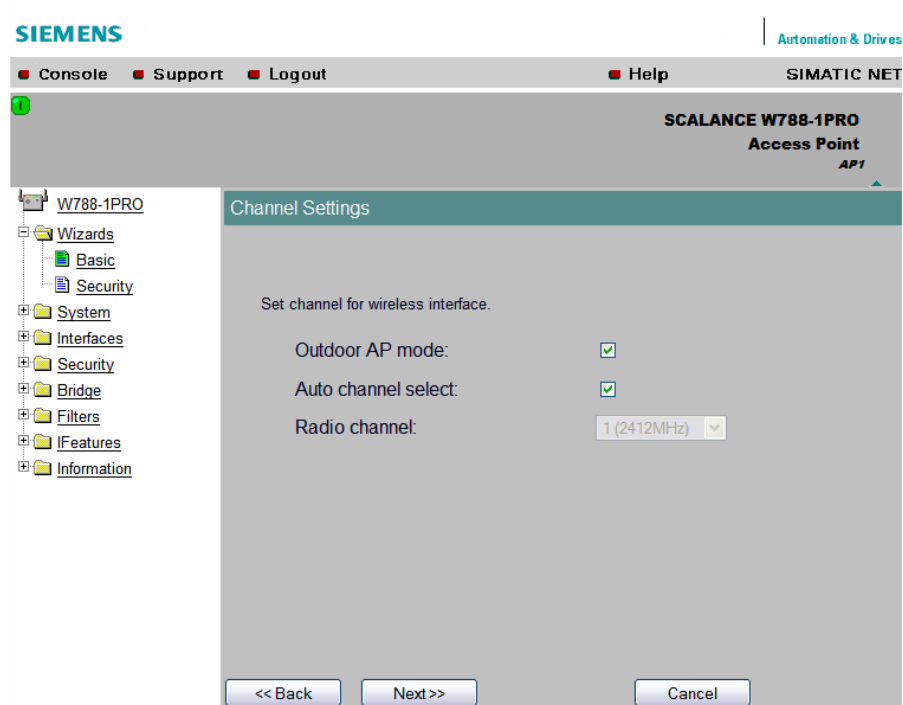 SIEMENS
Automation & Drives
Console Support Logout Help SIMATIC NET
SCALANCE W788-1PRO
Access Point
AP1
W788-1PRO
Wizards
Basic
Security
System
Interfaces
Security
Bridge
Filters
IFeatures
Information
Channel Settings
Set channel for wireless interface.
Outdoor AP mode:
Auto channel select:
Radio channel: 1 (2412MHz)
<< Back Next>> Cancel